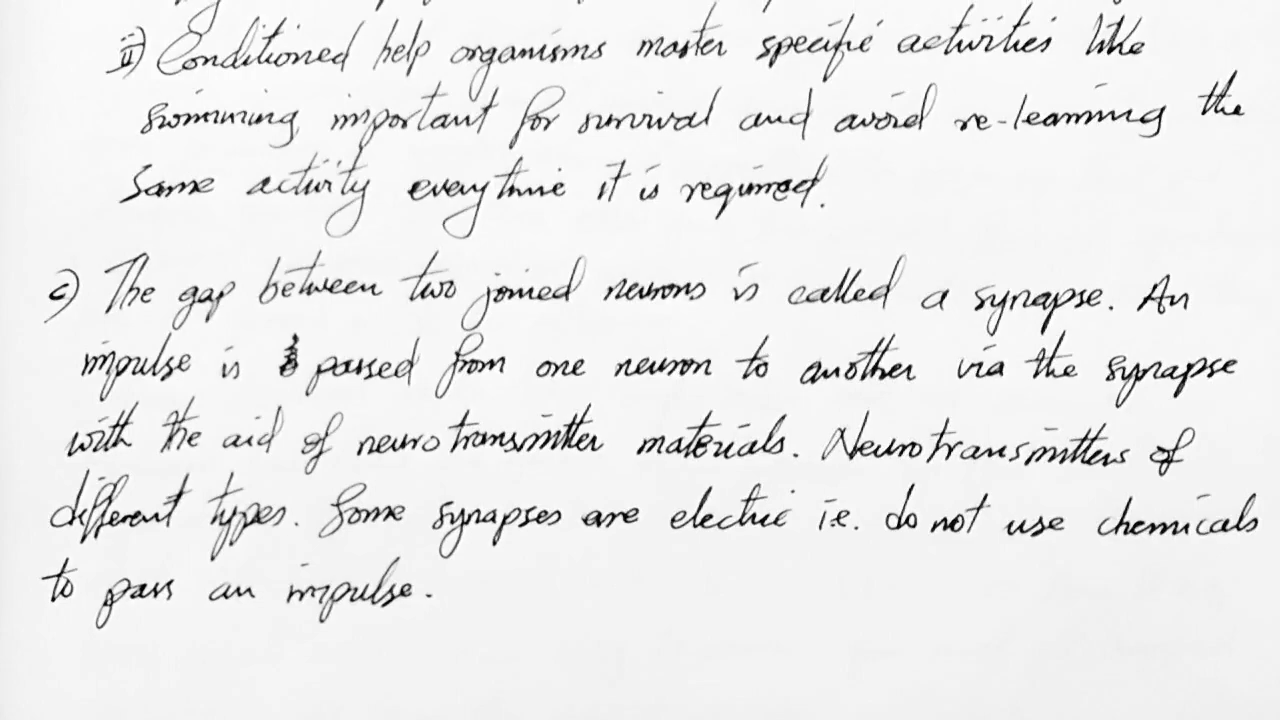 ii) Conditioned help organisms master specific activities like
swimming important for survival and avoid re-learning the
same activity everytime it is required.
c) The gap between two joined neurons is called a synapse. An
impulse is passed from one neuron to another via the synapse
with the aid of neurotransmitter materials. Neurotransmitters of
different types. Some synapses are electric i.e. do not use chemicals
to pass an impulse.